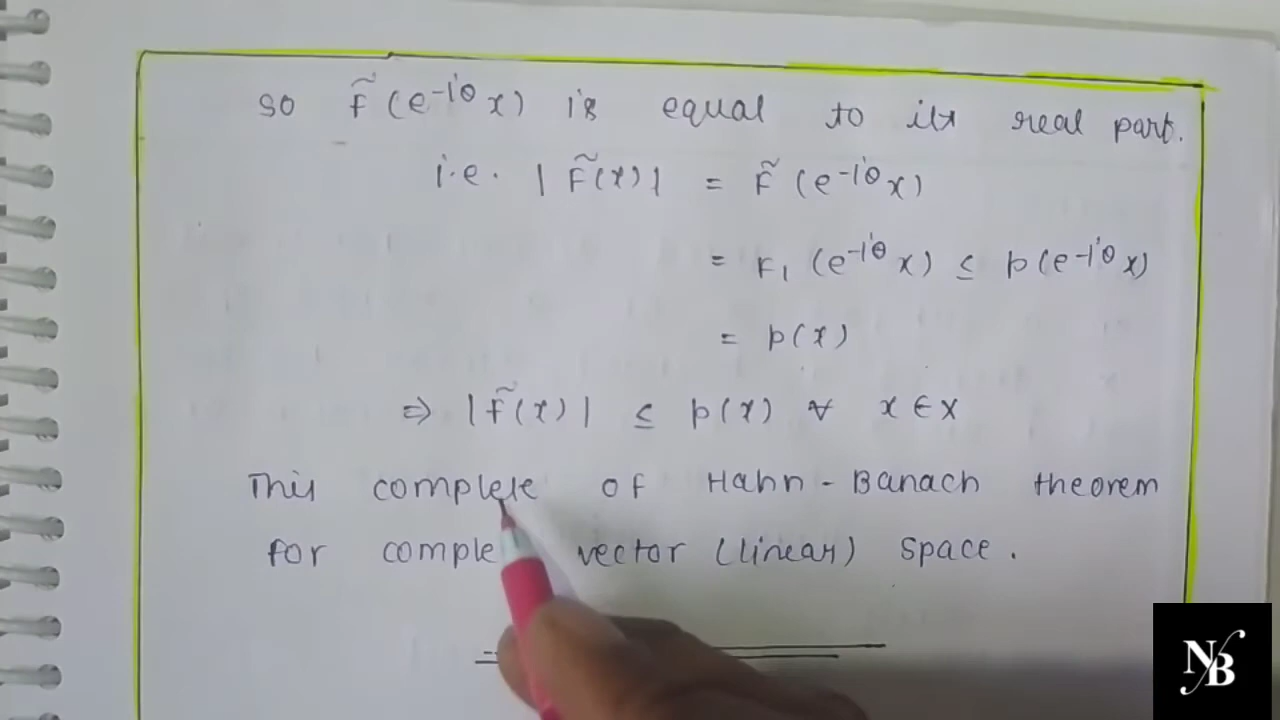 so F̃(e^{-iθ}x) is equal to its real part.
i.e. |F̃(x)| = F̃(e^{-iθ}x)
= F₁(e^{-iθ}x) ≤ p(e^{-iθ}x)
= p(x)
⇒ |F̃(x)| ≤ p(x) ∀ x ∈ X
This complete of Hahn-Banach theorem
for comple vector (linear) space.
NB